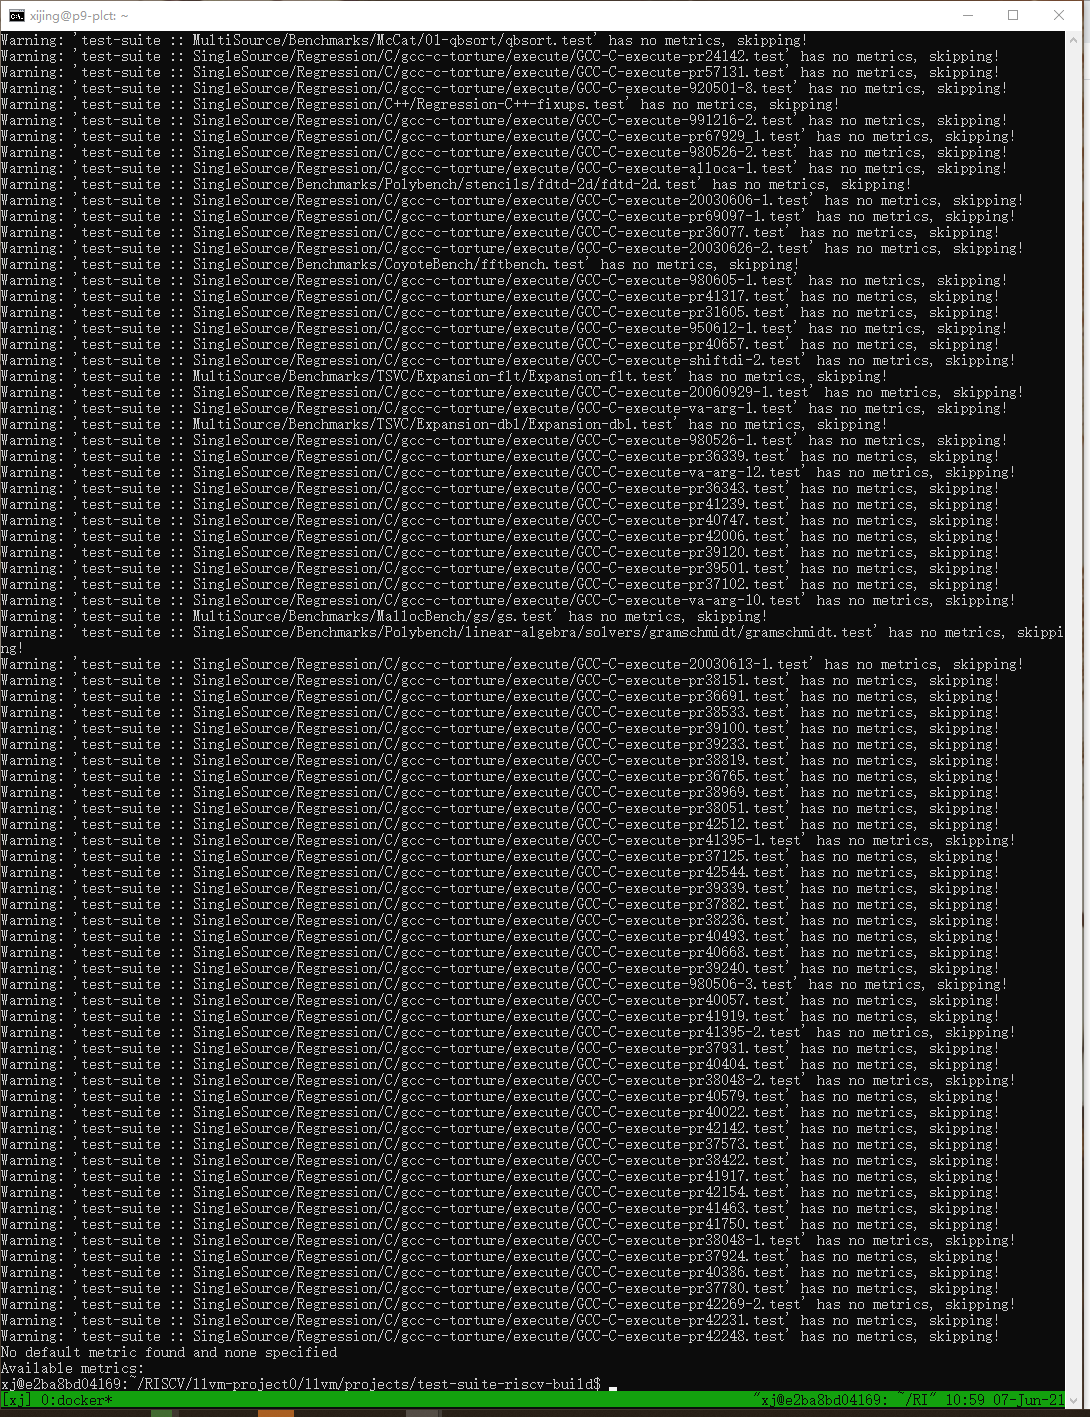 xijing@p9-plct: ~
Warning: 'test-suite :: MultiSource/Benchmarks/McCat/01-qbsort/qbsort.test' has no metrics, skipping!
Warning: 'test-suite :: SingleSource/Regression/C/gcc-c-torture/execute/GCC-C-execute-pr24142.test' has no metrics, skipping!
Warning: 'test-suite :: SingleSource/Regression/C/gcc-c-torture/execute/GCC-C-execute-pr57131.test' has no metrics, skipping!
Warning: 'test-suite :: SingleSource/Regression/C/gcc-c-torture/execute/GCC-C-execute-920501-8.test' has no metrics, skipping!
Warning: 'test-suite :: SingleSource/Regression/C++/Regression-C++-fixups.test' has no metrics, skipping!
Warning: 'test-suite :: SingleSource/Regression/C/gcc-c-torture/execute/GCC-C-execute-991216-2.test' has no metrics, skipping!
Warning: 'test-suite :: SingleSource/Regression/C/gcc-c-torture/execute/GCC-C-execute-pr67929_1.test' has no metrics, skipping!
Warning: 'test-suite :: SingleSource/Regression/C/gcc-c-torture/execute/GCC-C-execute-980526-2.test' has no metrics, skipping!
Warning: 'test-suite :: SingleSource/Regression/C/gcc-c-torture/execute/GCC-C-execute-alloca-1.test' has no metrics, skipping!
Warning: 'test-suite :: SingleSource/Benchmarks/Polybench/stencils/fdtd-2d/fdtd-2d.test' has no metrics, skipping!
Warning: 'test-suite :: SingleSource/Regression/C/gcc-c-torture/execute/GCC-C-execute-20030606-1.test' has no metrics, skipping!
Warning: 'test-suite :: SingleSource/Regression/C/gcc-c-torture/execute/GCC-C-execute-pr69097-1.test' has no metrics, skipping!
Warning: 'test-suite :: SingleSource/Regression/C/gcc-c-torture/execute/GCC-C-execute-pr36077.test' has no metrics, skipping!
Warning: 'test-suite :: SingleSource/Regression/C/gcc-c-torture/execute/GCC-C-execute-20030626-2.test' has no metrics, skipping!
Warning: 'test-suite :: SingleSource/Benchmarks/CoyoteBench/fftbench.test' has no metrics, skipping!
Warning: 'test-suite :: SingleSource/Regression/C/gcc-c-torture/execute/GCC-C-execute-980605-1.test' has no metrics, skipping!
Warning: 'test-suite :: SingleSource/Regression/C/gcc-c-torture/execute/GCC-C-execute-pr41317.test' has no metrics, skipping!
Warning: 'test-suite :: SingleSource/Regression/C/gcc-c-torture/execute/GCC-C-execute-pr31605.test' has no metrics, skipping!
Warning: 'test-suite :: SingleSource/Regression/C/gcc-c-torture/execute/GCC-C-execute-950612-1.test' has no metrics, skipping!
Warning: 'test-suite :: SingleSource/Regression/C/gcc-c-torture/execute/GCC-C-execute-pr40657.test' has no metrics, skipping!
Warning: 'test-suite :: SingleSource/Regression/C/gcc-c-torture/execute/GCC-C-execute-shiftdi-2.test' has no metrics, skipping!
Warning: 'test-suite :: MultiSource/Benchmarks/TSVC/Expansion-flt/Expansion-flt.test' has no metrics, skipping!
Warning: 'test-suite :: SingleSource/Regression/C/gcc-c-torture/execute/GCC-C-execute-20060929-1.test' has no metrics, skipping!
Warning: 'test-suite :: SingleSource/Regression/C/gcc-c-torture/execute/GCC-C-execute-va-arg-1.test' has no metrics, skipping!
Warning: 'test-suite :: MultiSource/Benchmarks/TSVC/Expansion-dbl/Expansion-dbl.test' has no metrics, skipping!
Warning: 'test-suite :: SingleSource/Regression/C/gcc-c-torture/execute/GCC-C-execute-980526-1.test' has no metrics, skipping!
Warning: 'test-suite :: SingleSource/Regression/C/gcc-c-torture/execute/GCC-C-execute-pr36339.test' has no metrics, skipping!
Warning: 'test-suite :: SingleSource/Regression/C/gcc-c-torture/execute/GCC-C-execute-va-arg-12.test' has no metrics, skipping!
Warning: 'test-suite :: SingleSource/Regression/C/gcc-c-torture/execute/GCC-C-execute-pr36343.test' has no metrics, skipping!
Warning: 'test-suite :: SingleSource/Regression/C/gcc-c-torture/execute/GCC-C-execute-pr41239.test' has no metrics, skipping!
Warning: 'test-suite :: SingleSource/Regression/C/gcc-c-torture/execute/GCC-C-execute-pr40747.test' has no metrics, skipping!
Warning: 'test-suite :: SingleSource/Regression/C/gcc-c-torture/execute/GCC-C-execute-pr42006.test' has no metrics, skipping!
Warning: 'test-suite :: SingleSource/Regression/C/gcc-c-torture/execute/GCC-C-execute-pr39120.test' has no metrics, skipping!
Warning: 'test-suite :: SingleSource/Regression/C/gcc-c-torture/execute/GCC-C-execute-pr39501.test' has no metrics, skipping!
Warning: 'test-suite :: SingleSource/Regression/C/gcc-c-torture/execute/GCC-C-execute-pr37102.test' has no metrics, skipping!
Warning: 'test-suite :: SingleSource/Regression/C/gcc-c-torture/execute/GCC-C-execute-va-arg-10.test' has no metrics, skipping!
Warning: 'test-suite :: MultiSource/Benchmarks/MallocBench/gs/gs.test' has no metrics, skipping!
Warning: 'test-suite :: SingleSource/Benchmarks/Polybench/linear-algebra/solvers/gramschmidt/gramschmidt.test' has no metrics, skippi
ng!
Warning: 'test-suite :: SingleSource/Regression/C/gcc-c-torture/execute/GCC-C-execute-20030613-1.test' has no metrics, skipping!
Warning: 'test-suite :: SingleSource/Regression/C/gcc-c-torture/execute/GCC-C-execute-pr38151.test' has no metrics, skipping!
Warning: 'test-suite :: SingleSource/Regression/C/gcc-c-torture/execute/GCC-C-execute-pr36691.test' has no metrics, skipping!
Warning: 'test-suite :: SingleSource/Regression/C/gcc-c-torture/execute/GCC-C-execute-pr38533.test' has no metrics, skipping!
Warning: 'test-suite :: SingleSource/Regression/C/gcc-c-torture/execute/GCC-C-execute-pr39100.test' has no metrics, skipping!
Warning: 'test-suite :: SingleSource/Regression/C/gcc-c-torture/execute/GCC-C-execute-pr39233.test' has no metrics, skipping!
Warning: 'test-suite :: SingleSource/Regression/C/gcc-c-torture/execute/GCC-C-execute-pr38819.test' has no metrics, skipping!
Warning: 'test-suite :: SingleSource/Regression/C/gcc-c-torture/execute/GCC-C-execute-pr36765.test' has no metrics, skipping!
Warning: 'test-suite :: SingleSource/Regression/C/gcc-c-torture/execute/GCC-C-execute-pr38969.test' has no metrics, skipping!
Warning: 'test-suite :: SingleSource/Regression/C/gcc-c-torture/execute/GCC-C-execute-pr38051.test' has no metrics, skipping!
Warning: 'test-suite :: SingleSource/Regression/C/gcc-c-torture/execute/GCC-C-execute-pr42512.test' has no metrics, skipping!
Warning: 'test-suite :: SingleSource/Regression/C/gcc-c-torture/execute/GCC-C-execute-pr41395-1.test' has no metrics, skipping!
Warning: 'test-suite :: SingleSource/Regression/C/gcc-c-torture/execute/GCC-C-execute-pr37125.test' has no metrics, skipping!
Warning: 'test-suite :: SingleSource/Regression/C/gcc-c-torture/execute/GCC-C-execute-pr42544.test' has no metrics, skipping!
Warning: 'test-suite :: SingleSource/Regression/C/gcc-c-torture/execute/GCC-C-execute-pr39339.test' has no metrics, skipping!
Warning: 'test-suite :: SingleSource/Regression/C/gcc-c-torture/execute/GCC-C-execute-pr37882.test' has no metrics, skipping!
Warning: 'test-suite :: SingleSource/Regression/C/gcc-c-torture/execute/GCC-C-execute-pr38236.test' has no metrics, skipping!
Warning: 'test-suite :: SingleSource/Regression/C/gcc-c-torture/execute/GCC-C-execute-pr40493.test' has no metrics, skipping!
Warning: 'test-suite :: SingleSource/Regression/C/gcc-c-torture/execute/GCC-C-execute-pr40668.test' has no metrics, skipping!
Warning: 'test-suite :: SingleSource/Regression/C/gcc-c-torture/execute/GCC-C-execute-pr39240.test' has no metrics, skipping!
Warning: 'test-suite :: SingleSource/Regression/C/gcc-c-torture/execute/GCC-C-execute-980506-3.test' has no metrics, skipping!
Warning: 'test-suite :: SingleSource/Regression/C/gcc-c-torture/execute/GCC-C-execute-pr40057.test' has no metrics, skipping!
Warning: 'test-suite :: SingleSource/Regression/C/gcc-c-torture/execute/GCC-C-execute-pr41919.test' has no metrics, skipping!
Warning: 'test-suite :: SingleSource/Regression/C/gcc-c-torture/execute/GCC-C-execute-pr41395-2.test' has no metrics, skipping!
Warning: 'test-suite :: SingleSource/Regression/C/gcc-c-torture/execute/GCC-C-execute-pr37931.test' has no metrics, skipping!
Warning: 'test-suite :: SingleSource/Regression/C/gcc-c-torture/execute/GCC-C-execute-pr40404.test' has no metrics, skipping!
Warning: 'test-suite :: SingleSource/Regression/C/gcc-c-torture/execute/GCC-C-execute-pr38048-2.test' has no metrics, skipping!
Warning: 'test-suite :: SingleSource/Regression/C/gcc-c-torture/execute/GCC-C-execute-pr40579.test' has no metrics, skipping!
Warning: 'test-suite :: SingleSource/Regression/C/gcc-c-torture/execute/GCC-C-execute-pr40022.test' has no metrics, skipping!
Warning: 'test-suite :: SingleSource/Regression/C/gcc-c-torture/execute/GCC-C-execute-pr42142.test' has no metrics, skipping!
Warning: 'test-suite :: SingleSource/Regression/C/gcc-c-torture/execute/GCC-C-execute-pr37573.test' has no metrics, skipping!
Warning: 'test-suite :: SingleSource/Regression/C/gcc-c-torture/execute/GCC-C-execute-pr38422.test' has no metrics, skipping!
Warning: 'test-suite :: SingleSource/Regression/C/gcc-c-torture/execute/GCC-C-execute-pr41917.test' has no metrics, skipping!
Warning: 'test-suite :: SingleSource/Regression/C/gcc-c-torture/execute/GCC-C-execute-pr42154.test' has no metrics, skipping!
Warning: 'test-suite :: SingleSource/Regression/C/gcc-c-torture/execute/GCC-C-execute-pr41463.test' has no metrics, skipping!
Warning: 'test-suite :: SingleSource/Regression/C/gcc-c-torture/execute/GCC-C-execute-pr41750.test' has no metrics, skipping!
Warning: 'test-suite :: SingleSource/Regression/C/gcc-c-torture/execute/GCC-C-execute-pr38048-1.test' has no metrics, skipping!
Warning: 'test-suite :: SingleSource/Regression/C/gcc-c-torture/execute/GCC-C-execute-pr37924.test' has no metrics, skipping!
Warning: 'test-suite :: SingleSource/Regression/C/gcc-c-torture/execute/GCC-C-execute-pr40386.test' has no metrics, skipping!
Warning: 'test-suite :: SingleSource/Regression/C/gcc-c-torture/execute/GCC-C-execute-pr37780.test' has no metrics, skipping!
Warning: 'test-suite :: SingleSource/Regression/C/gcc-c-torture/execute/GCC-C-execute-pr42269-2.test' has no metrics, skipping!
Warning: 'test-suite :: SingleSource/Regression/C/gcc-c-torture/execute/GCC-C-execute-pr42231.test' has no metrics, skipping!
Warning: 'test-suite :: SingleSource/Regression/C/gcc-c-torture/execute/GCC-C-execute-pr42248.test' has no metrics, skipping!
No default metric found and none specified
Available metrics:
xj@e2ba8bd04169:~/RISCV/llvm-project0/llvm/projects/test-suite-riscv-build$
[xj] 0:docker* "xj@e2ba8bd04169: ~/RI" 10:59 07-Jun-21